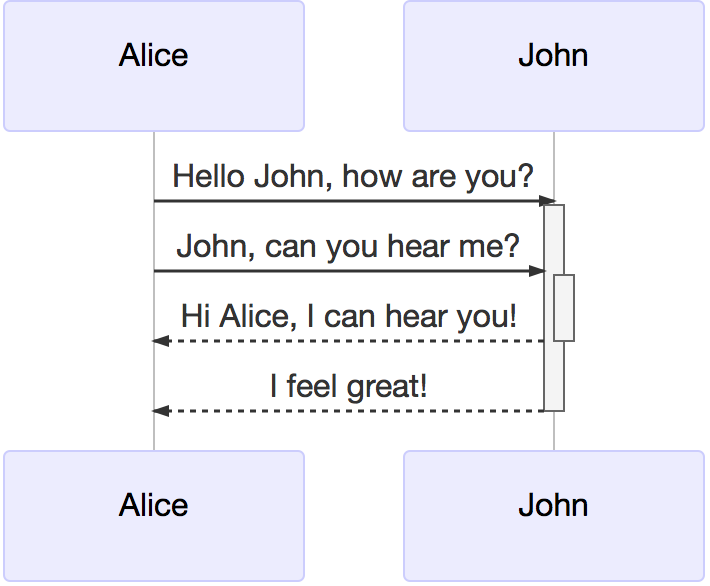 Alice
John
Hello John, how are you?
John, can you hear me?
Hi Alice, I can hear you!
I feel great!
Alice
John